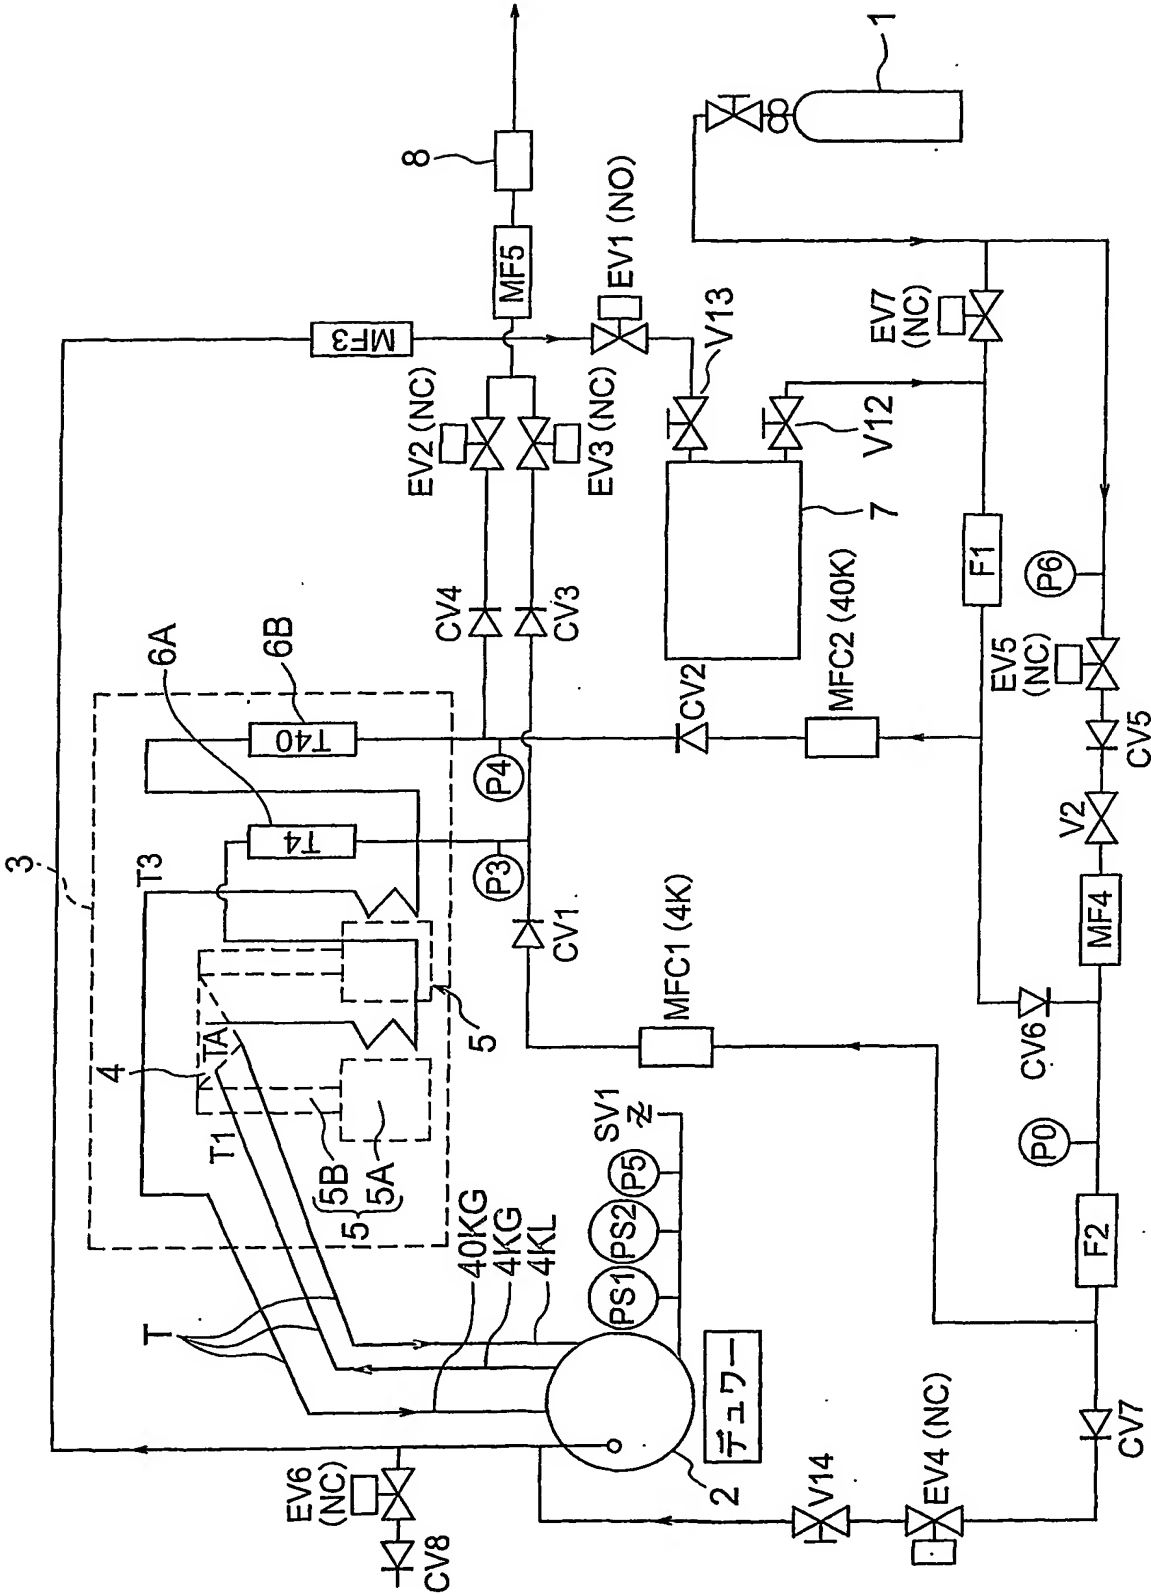 1
8
MF5
EV1 (NO)
MF3
V13
EV7
(NC)
EV2 (NC)
EV3 (NC)
V12
7
F1
P6
CV4
CV3
6A
6B
T40
T4
P4
P3
CV2
MFC2 (40K)
EV5
(NC)
CV5
V2
MF4
3
T3
CV1
MFC1 (4K)
CV6
4
TA
5
T1
5B
5A
5
SV1
P5
PS2
PS1
P0
F2
T
40KG
4KG
4KL
デュワー
2
EV6
(NC)
CV8
V14
EV4 (NC)
CV7